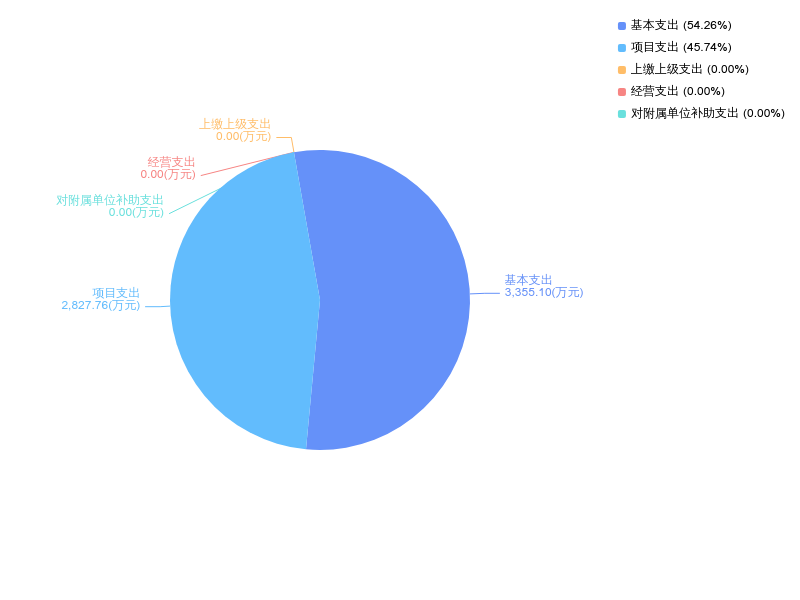 基本支出 (54.26%)
项目支出 (45.74%)
上缴上级支出 (0.00%)
经营支出 (0.00%)
对附属单位补助支出 (0.00%)
上缴上级支出
0.00(万元)
经营支出
0.00(万元)
对附属单位补助支出
0.00(万元)
基本支出
3,355.10(万元)
项目支出
2,827.76(万元)